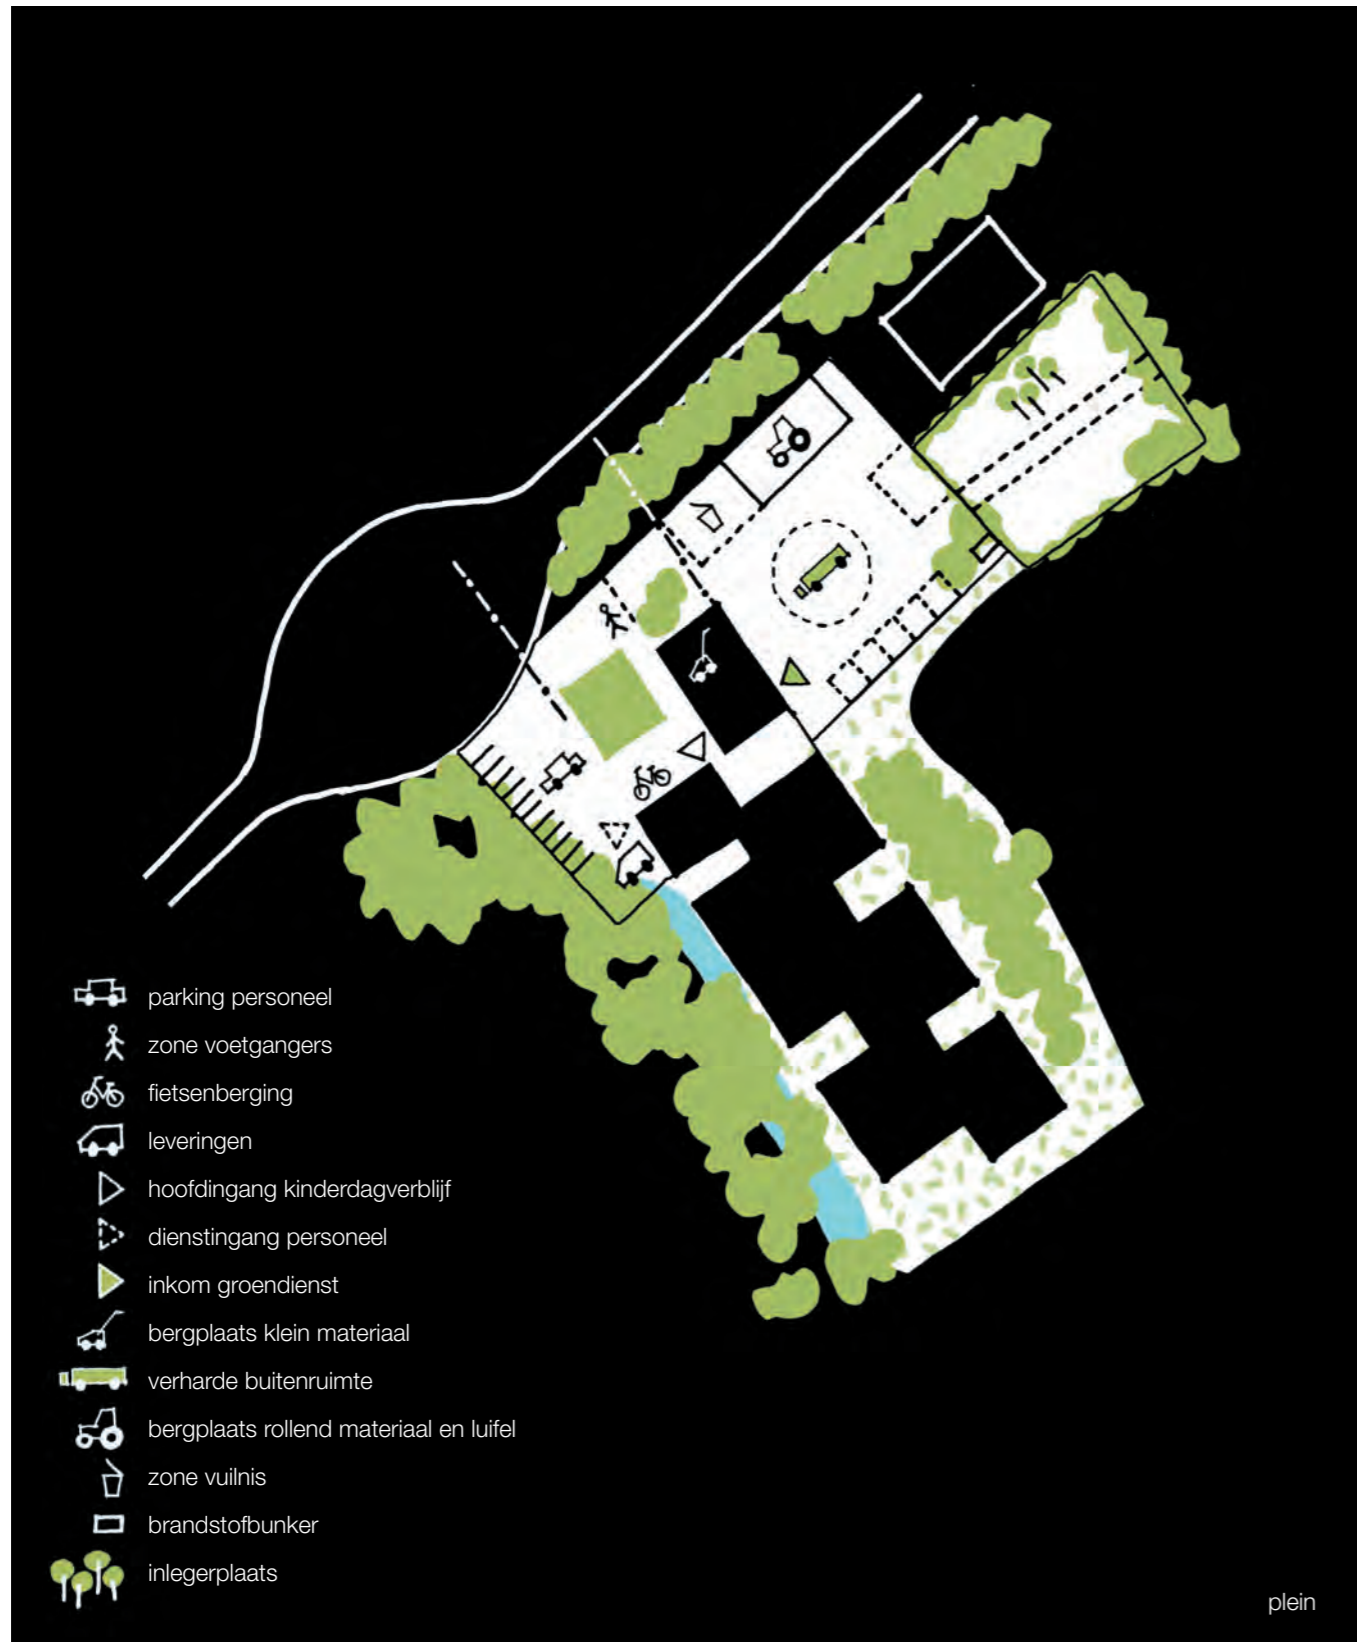 parking personeel
zone voetgangers
fietsenberging
leveringen
hoofdingang kinderdagverblijf
dienstingang personeel
inkom groendienst
bergplaats klein materiaal
verharde buitenruimte
bergplaats rollend materiaal en luifel
zone vuilnis
brandstofbunker
inlegerplaats
plein